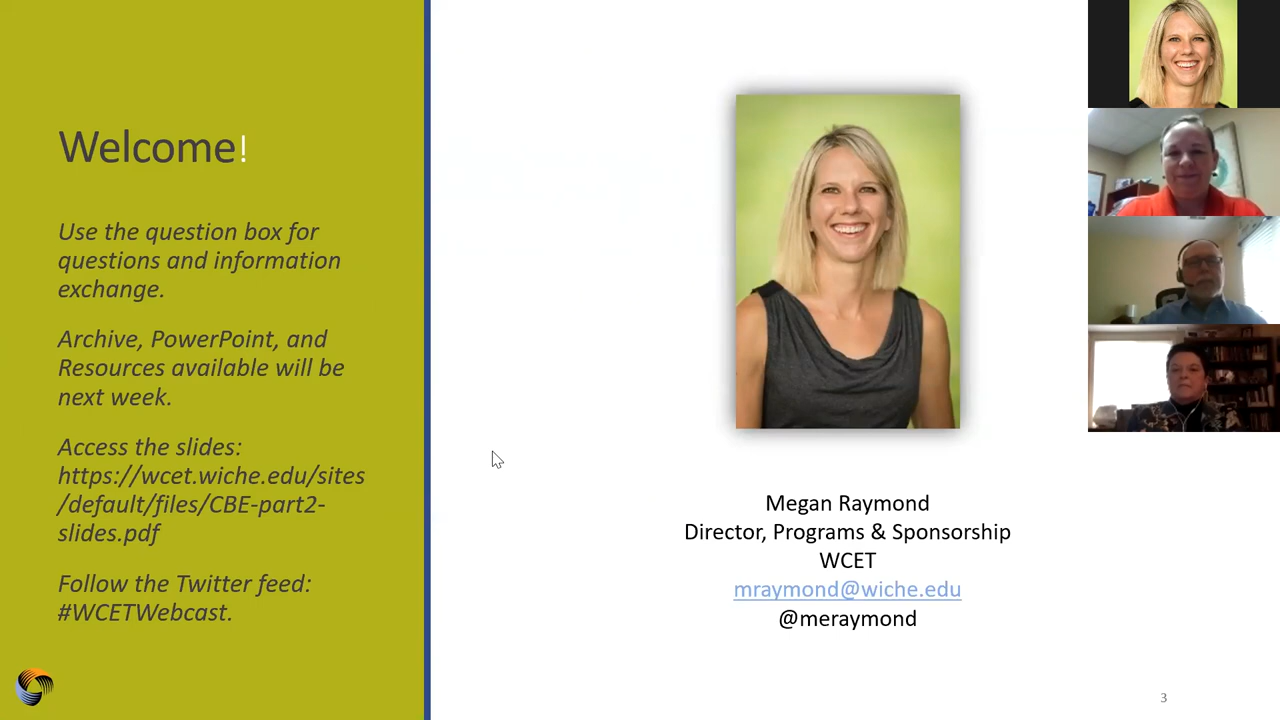 Welcome!
Use the question box for
questions and information
exchange.
Archive, PowerPoint, and
Resources available will be
next week.
Access the slides:
https://wcet.wiche.edu/sites
/default/files/CBE-part2-
slides.pdf
Follow the Twitter feed:
#WCETWebcast.
Megan Raymond
Director, Programs & Sponsorship
WCET
mraymond@wiche.edu
@meraymond
3